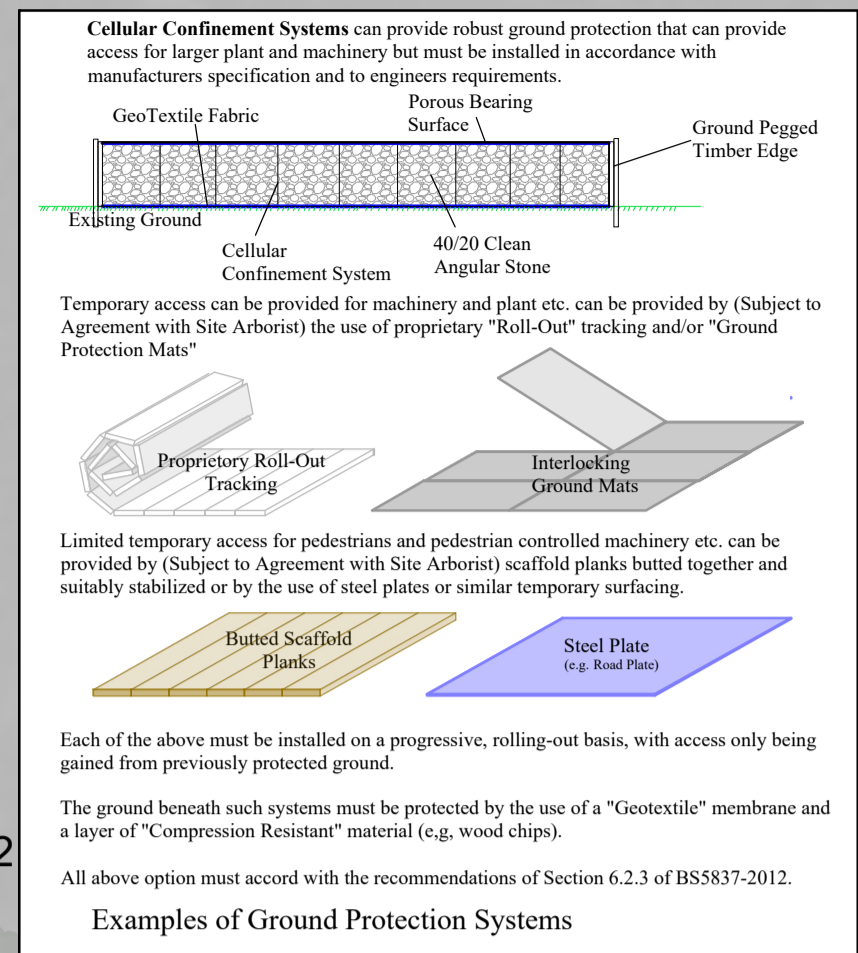 Cellular Confinement Systems can provide robust ground protection that can provide
access for larger plant and machinery but must be installed in accordance with
manufacturers specification and to engineers requirements.
GeoTextile Fabric
Porous Bearing
Surface
Ground Pegged
Timber Edge
Existing Ground
Cellular
Confinement System
40/20 Clean
Angular Stone
Temporary access can be provided for machinery and plant etc. can be provided by (Subject to
Agreement with Site Arborist) the use of proprietary "Roll-Out" tracking and/or "Ground
Protection Mats"
Proprietory Roll-Out
Tracking
Interlocking
Ground Mats
Limited temporary access for pedestrians and pedestrian controlled machinery etc. can be
provided by (Subject to Agreement with Site Arborist) scaffold planks butted together and
suitably stabilized or by the use of steel plates or similar temporary surfacing.
Butted Scaffold
Planks
Steel Plate
(e.g. Road Plate)
Each of the above must be installed on a progressive, rolling-out basis, with access only being
gained from previously protected ground.
The ground beneath such systems must be protected by the use of a "Geotextile" membrane and
a layer of "Compression Resistant" material (e,g, wood chips).
2
All above option must accord with the recommendations of Section 6.2.3 of BS5837-2012.
Examples of Ground Protection Systems